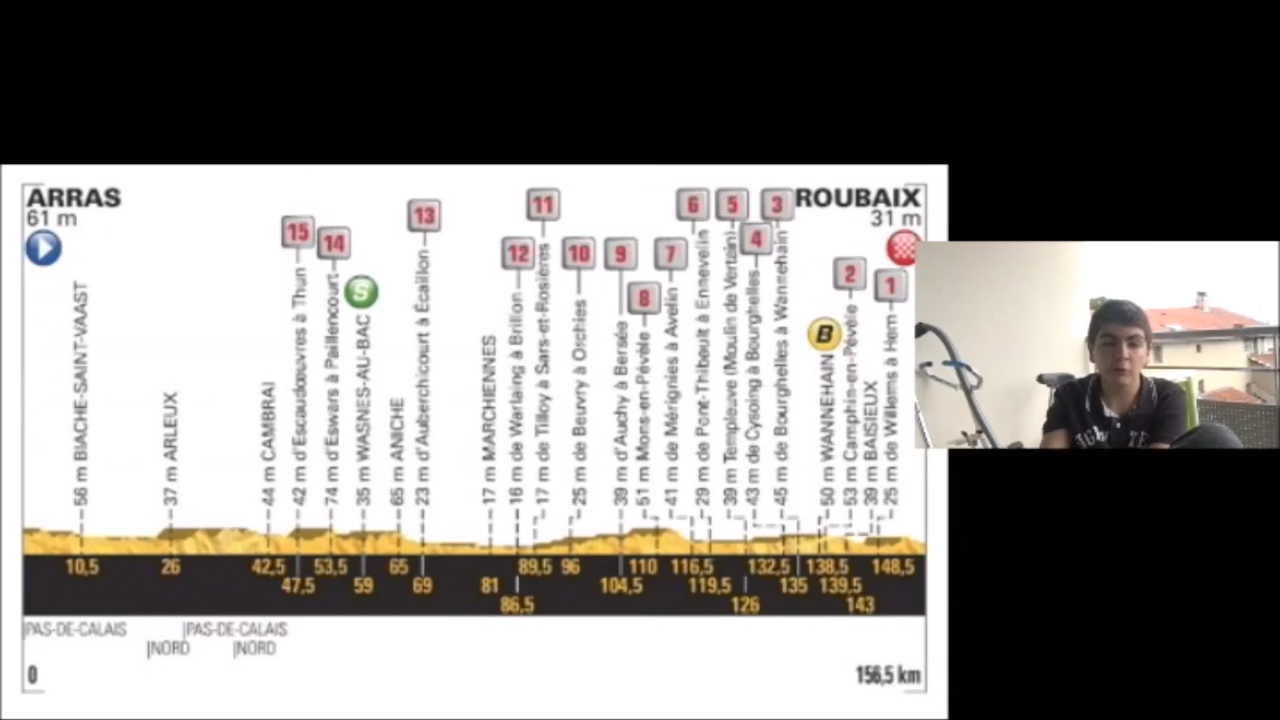 ARRAS
61 m
ROUBAIX
31 m
56 m BIACHE-SAINT-VAAST
37 m ARLEUX
44 m CAMBRAI
15
42 m d'Escaudœuvres à Thun
14
74 m d'Eswars à Paillencourt
S
35 m WASNES-AU-BAC
65 m ANICHE
13
23 m d'Auberchicourt à Écaillon
17 m MARCHIENNES
12
16 m de Warlaing à Brillon
11
17 m de Tilloy à Sars-et-Rosières
10
25 m de Beuvry à Orchies
9
39 m d'Auchy à Bersée
8
51 m Mons-en-Pévèle
7
41 m de Mérignies à Avelin
6
29 m de Pont-Thibault à Ennevelin
5
39 m Templeuve (Moulin de Vertain)
4
43 m de Cysoing à Bourghelles
3
45 m de Bourghelles à Wannehain
B
50 m WANNEHAIN
2
53 m Camphin-en-Pévèle
39 m BAISIEUX
1
25 m de Willems à Hem
10,5 26 42,5 53,5 65 89,5 96 110 116,5 132,5 138,5 148,5
47,5 59 69 81 104,5 119,5 135 139,5
86,5 126 143
PAS-DE-CALAIS PAS-DE-CALAIS
NORD NORD
0 156,5 km